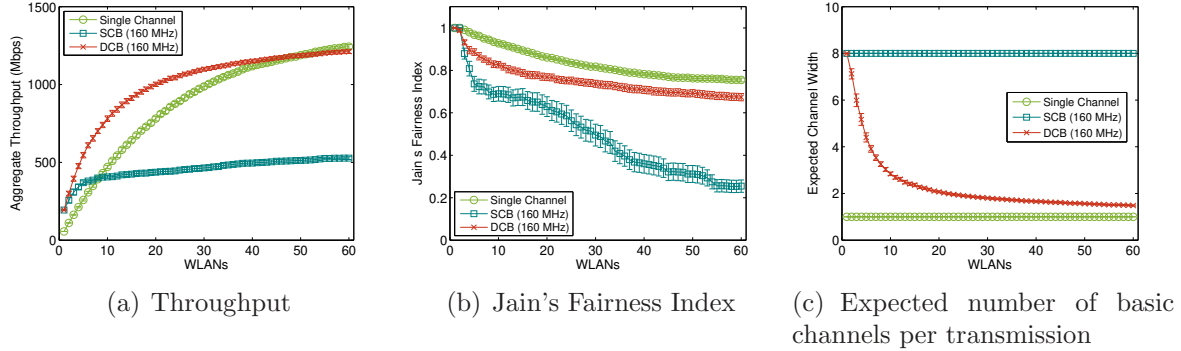 1500
1000
500
0
0 10 20 30 40 50 60
WLANs
Aggregate Throughput (Mbps)
Single Channel
SCB (160 MHz)
DCB (160 MHz)
(a) Throughput
1
0.8
0.6
0.4
0.2
0
0 10 20 30 40 50 60
WLANs
Jain s Fairness Index
Single Channel
SCB (160 MHz)
DCB (160 MHz)
(b) Jain's Fairness Index
10
8
6
4
2
0
0 10 20 30 40 50 60
WLANs
Expected Channel Width
Single Channel
SCB (160 MHz)
DCB (160 MHz)
(c) Expected number of basic
channels per transmission